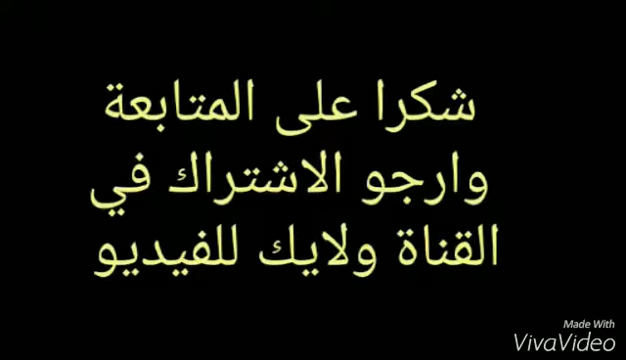 شكرا على المتابعة
وارجو الاشتراك في
القناة ولايك للفيديو
Made With
VivaVideo